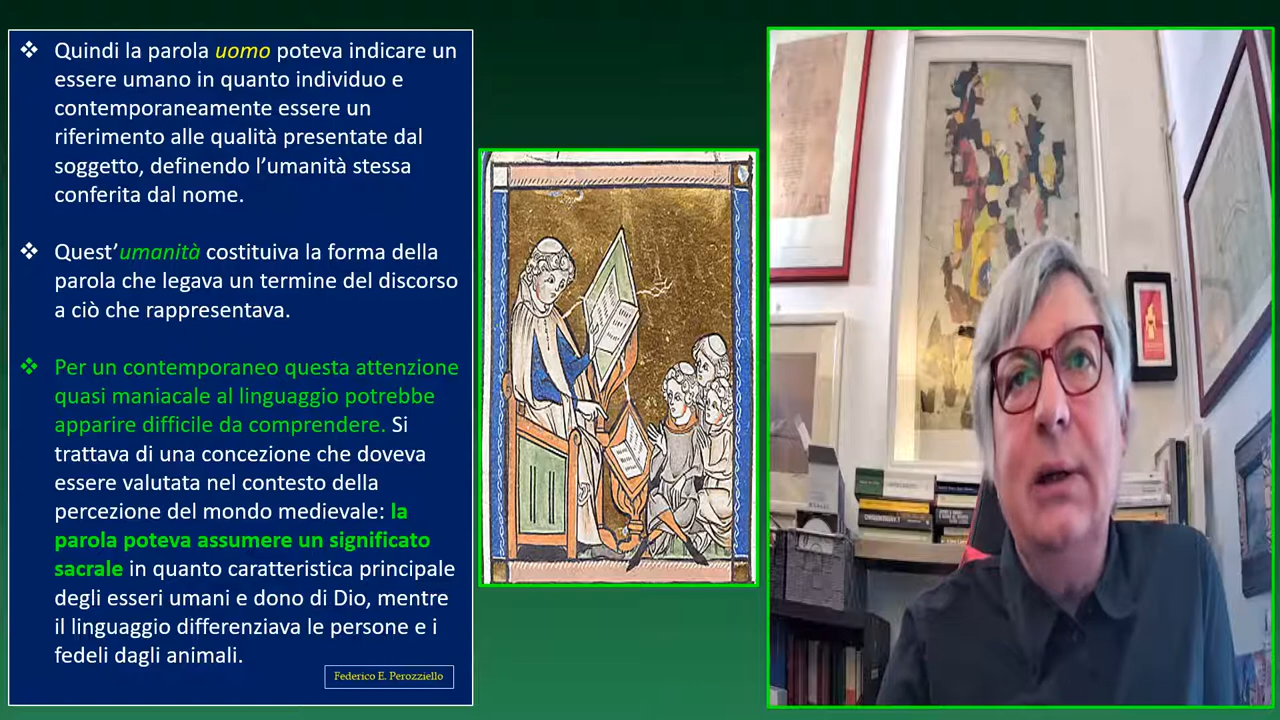 ❖ Quindi la parola uomo poteva indicare un
essere umano in quanto individuo e
contemporaneamente essere un
riferimento alle qualità presentate dal
soggetto, definendo l’umanità stessa
conferita dal nome.
❖ Quest’umanità costituiva la forma della
parola che legava un termine del discorso
a ciò che rappresentava.
❖ Per un contemporaneo questa attenzione
quasi maniacale al linguaggio potrebbe
apparire difficile da comprendere. Si
trattava di una concezione che doveva
essere valutata nel contesto della
percezione del mondo medievale: la
parola poteva assumere un significato
sacrale in quanto caratteristica principale
degli esseri umani e dono di Dio, mentre
il linguaggio differenziava le persone e i
fedeli dagli animali.
Federico E. Perozziello